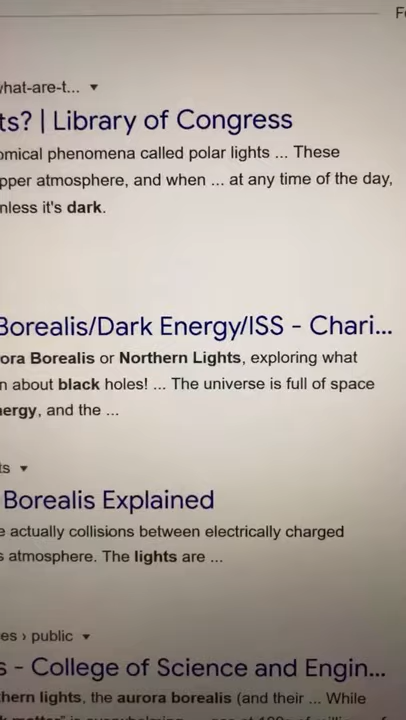 what-are-t...
ts? | Library of Congress
omical phenomena called polar lights ... These
pper atmosphere, and when ... at any time of the day,
nless it's dark.
Borealis/Dark Energy/ISS - Chari...
ora Borealis or Northern Lights, exploring what
n about black holes! ... The universe is full of space
nergy, and the ...
ts
Borealis Explained
e actually collisions between electrically charged
s atmosphere. The lights are ...
es › public
s - College of Science and Engin...
hern lights, the aurora borealis (and their ... While